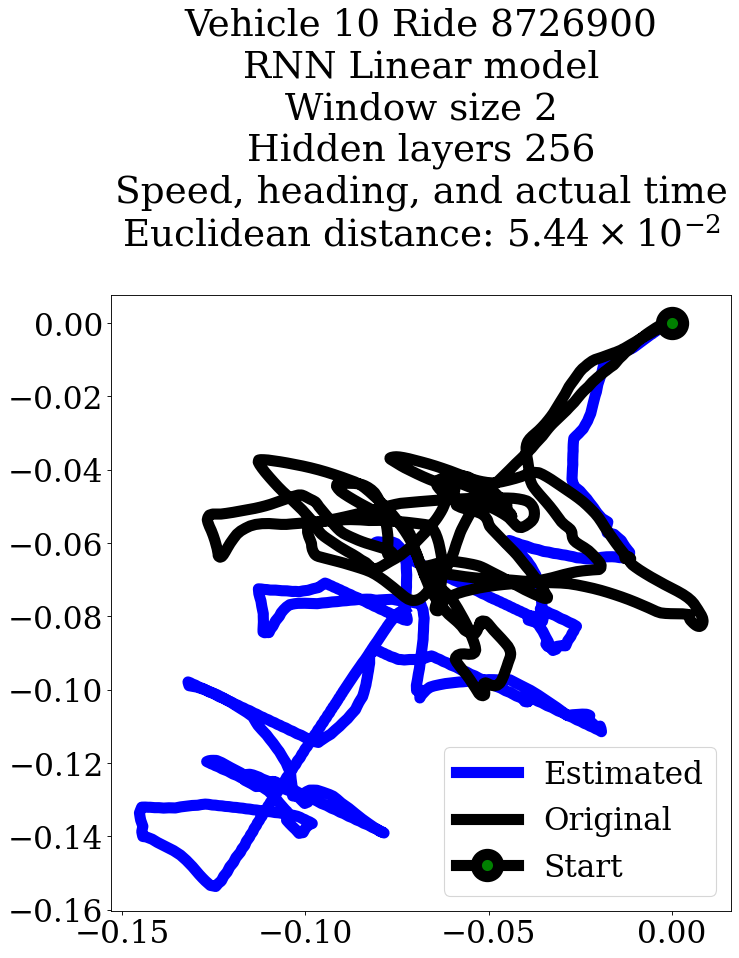 Vehicle 10 Ride 8726900
RNN Linear model
Window size 2
Hidden layers 256
Speed, heading, and actual time
Euclidean distance: 5.44 × 10⁻²
0.00
−0.02
−0.04
−0.06
−0.08
−0.10
−0.12
−0.14
−0.16
Estimated
Original
Start
−0.15
−0.10
−0.05
0.00